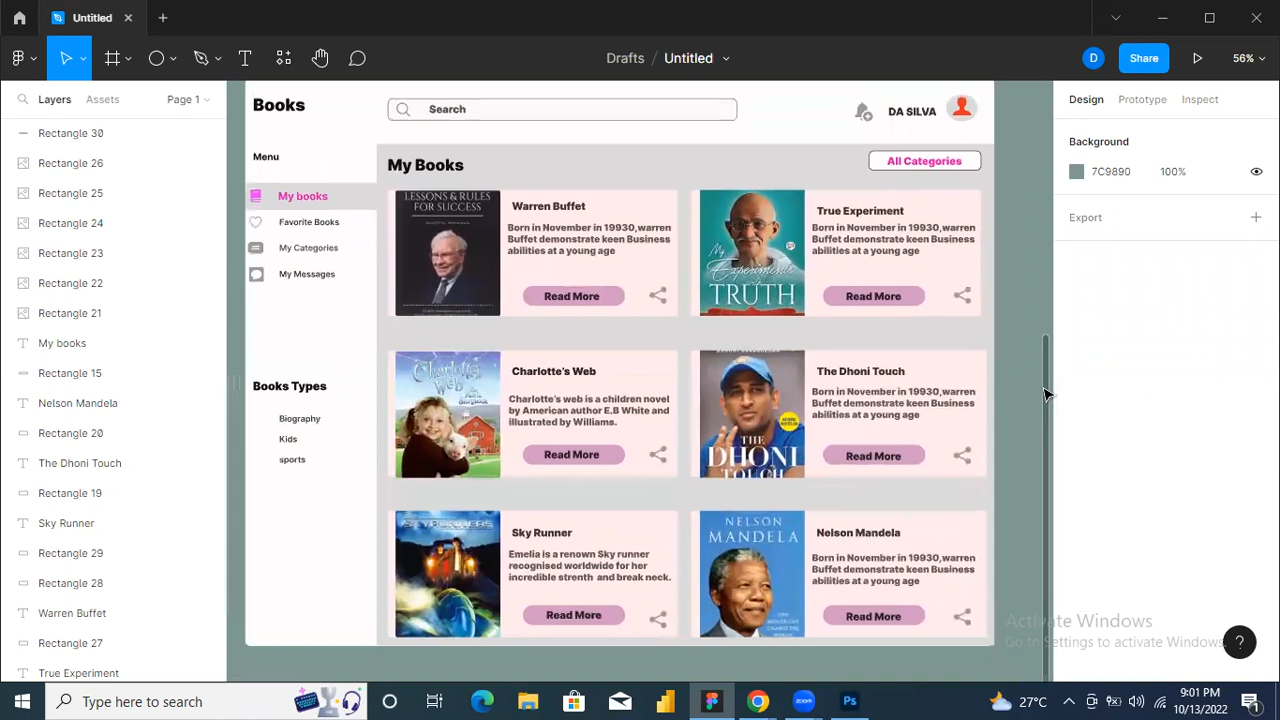 Untitled
Drafts / Untitled
D
Share
56%
Layers
Assets
Page 1
Rectangle 30
Rectangle 26
Rectangle 25
Rectangle 24
Rectangle 23
Rectangle 22
Rectangle 21
My books
Rectangle 15
Nelson Mandela
Rectangle 20
The Dhoni Touch
Rectangle 19
Sky Runner
Rectangle 29
Rectangle 28
Warren Buffet
Rectangle 27
True Experiment
Books
Search
DA SILVA
Menu
My books
Favorite Books
My Categories
My Messages
Books Types
Biography
Kids
sports
My Books
All Categories
LESSONS & RULES
FOR SUCCESS
Warren Buffet
Born in November in 19930,warren
Buffet demonstrate keen Business
abilities at a young age
Read More
My
Experiments
TRUTH
True Experiment
Born in November in 19930,warren
Buffet demonstrate keen Business
abilities at a young age
Read More
Charlotte's
Web
Charlotte's Web
Charlotte's web is a children novel
by American author E.B White and
illustrated by Williams.
Read More
THE
DHONI
TOUCH
The Dhoni Touch
Born in November in 19930,warren
Buffet demonstrate keen Business
abilities at a young age
Read More
Sky Runner
Emelia is a renown Sky runner
recognised worldwide for her
incredible strenth and break neck.
Read More
NELSON
MANDELA
Nelson Mandela
Born in November in 19930,warren
Buffet demonstrate keen Business
abilities at a young age
Read More
Design
Prototype
Inspect
Background
7C9890
100%
Export
Activate Windows
Go to Settings to activate Windows.
?
Type here to search
zoom
Ps
27°C
9:01 PM
10/13/2022
1